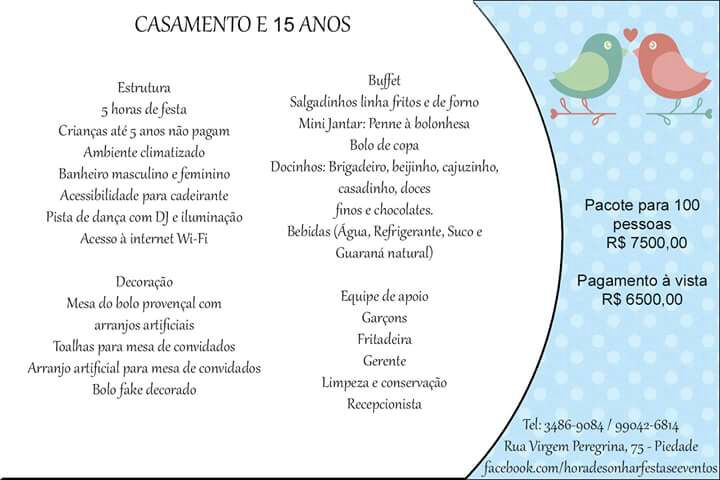 CASAMENTO E 15 ANOS
Estrutura
5 horas de festa
Crianças até 5 anos não pagam
Ambiente climatizado
Banheiro masculino e feminino
Acessibilidade para cadeirante
Pista de dança com DJ e iluminação
Acesso à internet Wi-Fi
Decoração
Mesa do bolo provençal com
arranjos artificiais
Toalhas para mesa de convidados
Arranjo artificial para mesa de convidados
Bolo fake decorado
Buffet
Salgadinhos linha fritos e de forno
Mini Jantar: Penne à bolonhesa
Bolo de copa
Docinhos: Brigadeiro, beijinho, cajuzinho,
casadinho, doces
finos e chocolates.
Bebidas (Água, Refrigerante, Suco e
Guaraná natural)
Equipe de apoio
Garçons
Fritadeira
Gerente
Limpeza e conservação
Recepcionista
Pacote para 100
pessoas
R$ 7500,00
Pagamento à vista
R$ 6500,00
Tel: 3486-9084 / 99042-6814
Rua Virgem Peregrina, 75 - Piedade
facebook.com/horadesonharfestaseeventos